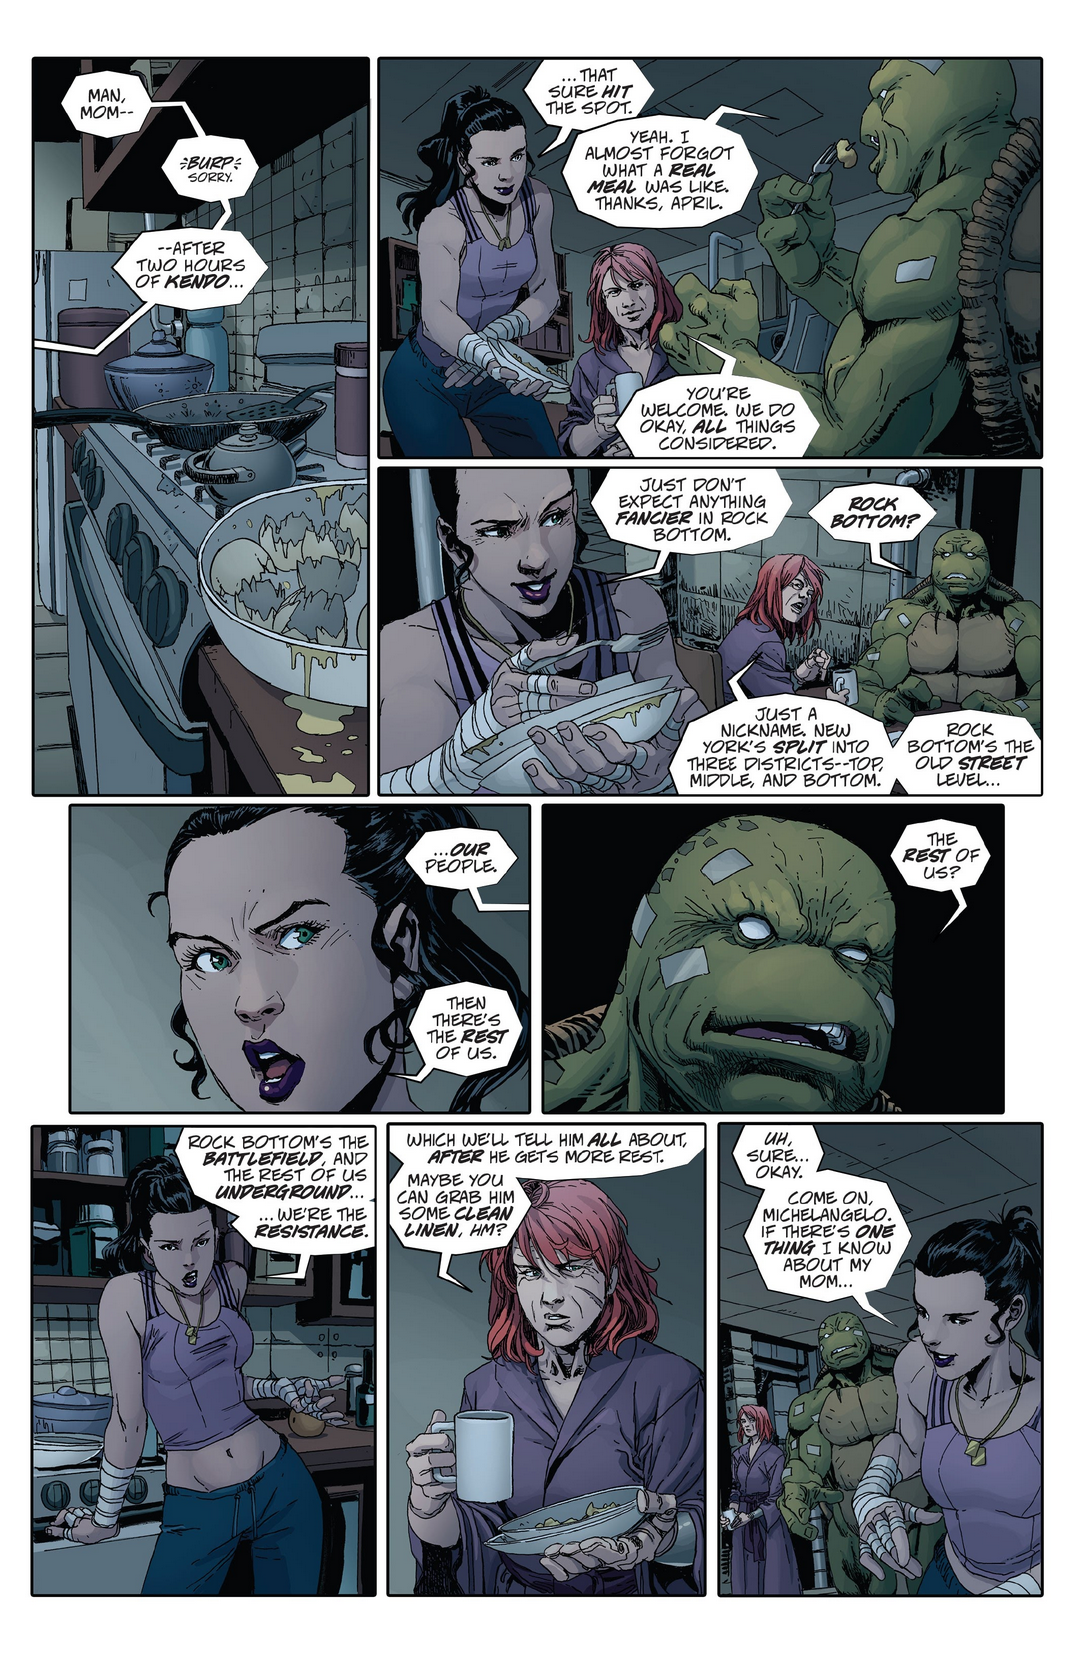 MAN,
MOM--
BURP
SORRY.
--AFTER
TWO HOURS
OF KENDO...
...THAT
SURE HIT
THE SPOT.
YEAH. I
ALMOST FORGOT
WHAT A REAL
MEAL WAS LIKE.
THANKS, APRIL.
YOU'RE
WELCOME. WE DO
OKAY, ALL THINGS
CONSIDERED.
JUST DON'T
EXPECT ANYTHING
FANCIER IN ROCK
BOTTOM.
ROCK
BOTTOM?
JUST A
NICKNAME. NEW
YORK'S SPLIT INTO
THREE DISTRICTS--TOP,
MIDDLE, AND BOTTOM.
ROCK
BOTTOM'S THE
OLD STREET
LEVEL...
...OUR
PEOPLE.
THEN
THERE'S
THE REST
OF US.
THE
REST OF
US?
ROCK BOTTOM'S THE
BATTLEFIELD, AND
THE REST OF US
UNDERGROUND...
...WE'RE THE
RESISTANCE.
WHICH WE'LL TELL HIM ALL ABOUT,
AFTER HE GETS MORE REST.
MAYBE YOU
CAN GRAB HIM
SOME CLEAN
LINEN, HM?
UH,
SURE...
OKAY.
COME ON,
MICHELANGELO.
IF THERE'S ONE
THING I KNOW
ABOUT MY
MOM...